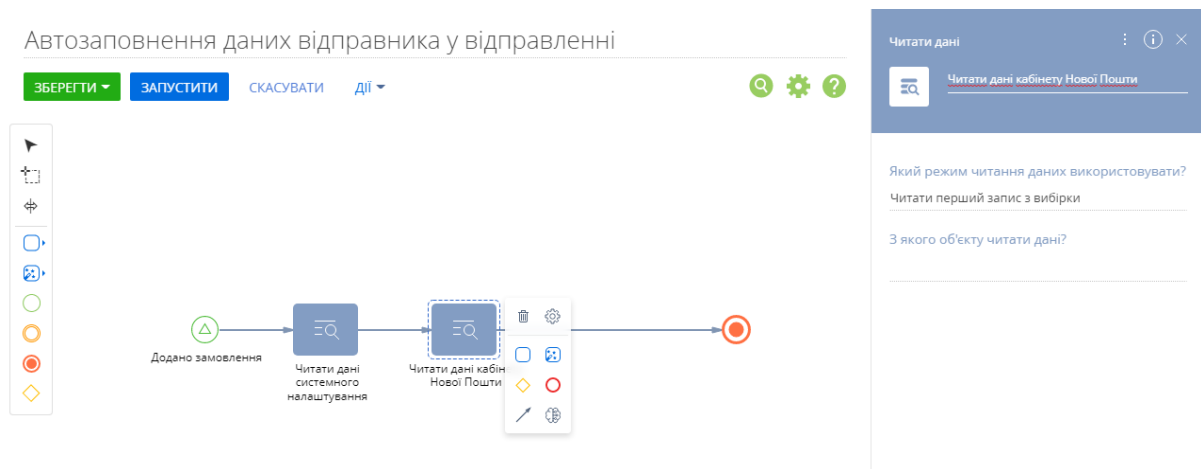 Автозаповнення даних відправника у відправленні
ЗБЕРЕГТИ
ЗАПУСТИТИ
СКАСУВАТИ
ДІЇ
Додано замовлення
Читати дані
системного
налаштування
Читати дані кабін
Нової Пошти
Читати дані
Читати дані кабінету Нової Пошти
Який режим читання даних використовувати?
Читати перший запис з вибірки
З якого об'єкту читати дані?